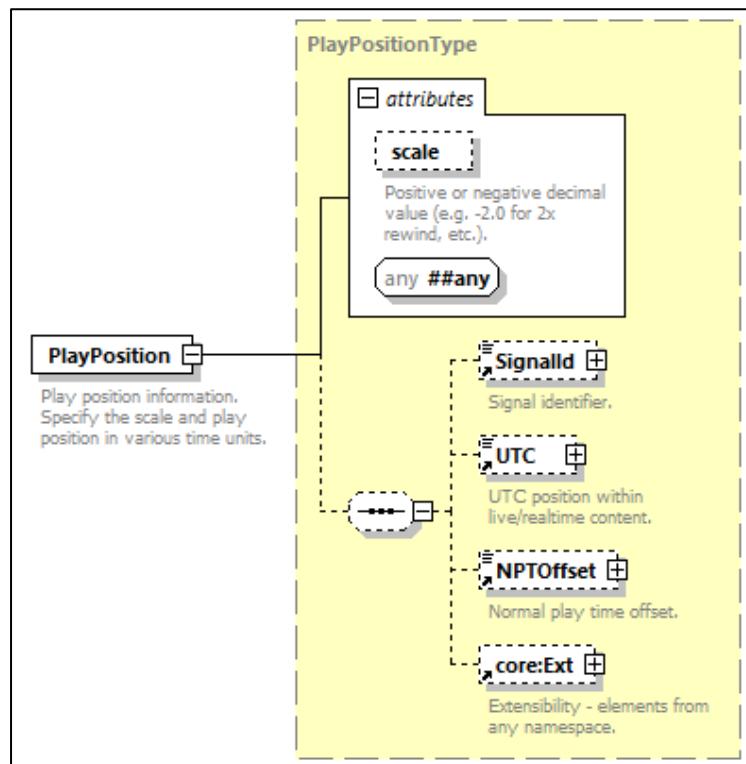 PlayPositionType
attributes
scale
Positive or negative decimal
value (e.g. -2.0 for 2x
rewind, etc.).
any ##any
PlayPosition
Play position information.
Specify the scale and play
position in various time units.
SignalId
Signal identifier.
UTC
UTC position within
live/realtime content.
NPTOffset
Normal play time offset.
core:Ext
Extensibility - elements from
any namespace.